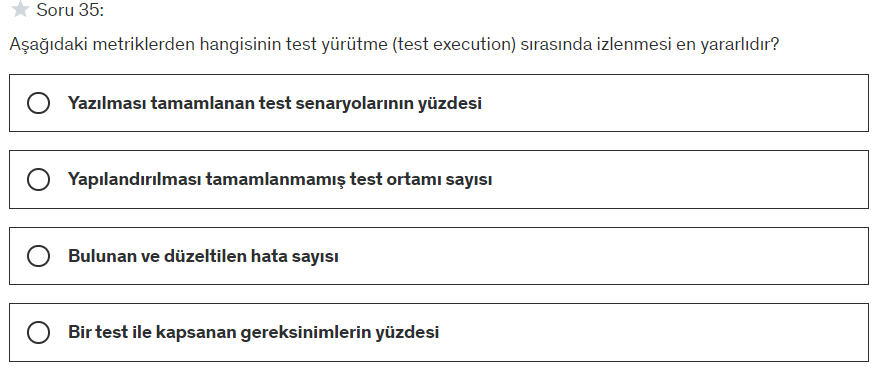 Soru 35:
Aşağıdaki metriklerden hangisinin test yürütme (test execution) sırasında izlenmesi en yararlıdır?
Yazılması tamamlanan test senaryolarının yüzdesi
Yapılandırılması tamamlanmamış test ortamı sayısı
Bulunan ve düzeltilen hata sayısı
Bir test ile kapsanan gereksinimlerin yüzdesi